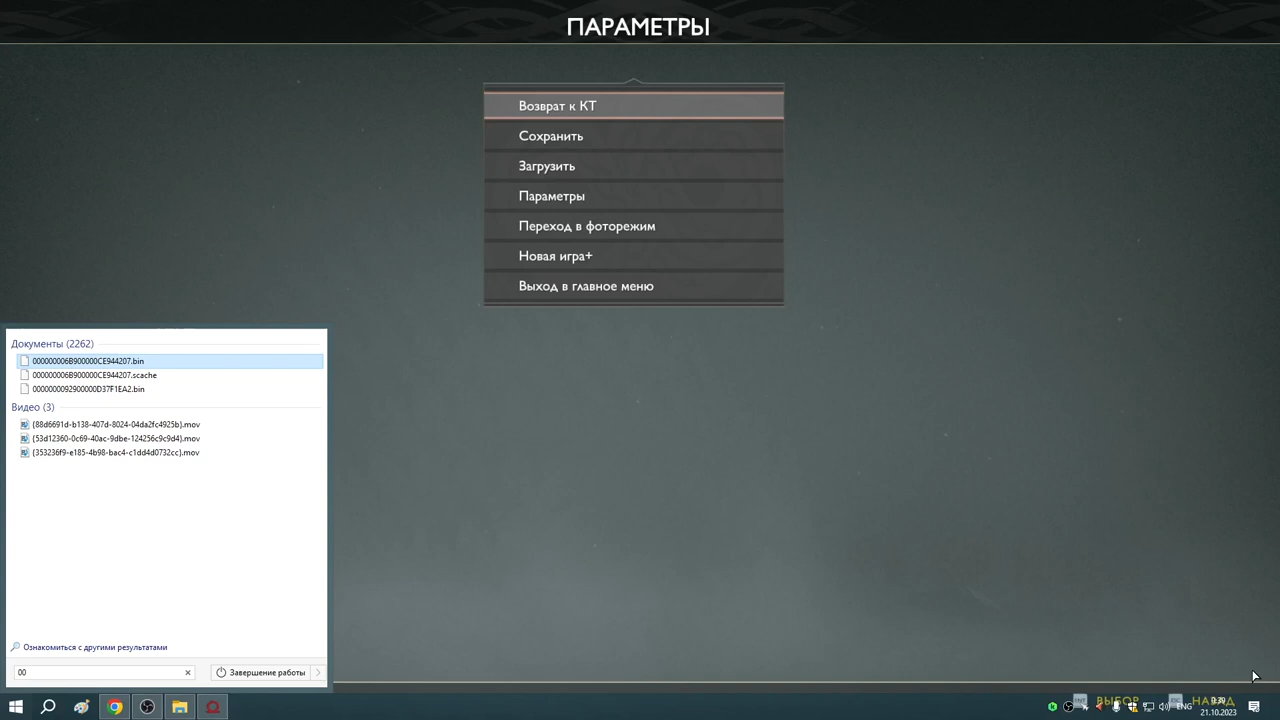 ПАРАМЕТРЫ
Возврат к КТ
Сохранить
Загрузить
Параметры
Переход в фоторежим
Новая игра+
Выход в главное меню
Документы (2262)
000000006B900000CE944207.bin
000000006B900000CE944207.scache
0000000092900000D37F1EA2.bin
Видео (3)
{88d6691d-b138-407d-8024-04da2fc4925b}.mov
{53d12360-0c69-40ac-9dbe-124256c9c9d4}.mov
{353236f9-e185-4b98-bac4-c1dd4d0732cc}.mov
Ознакомиться с другими результатами
00
Завершение работы
ВЫБОР
НАЗАД
ENG
21.10.2023